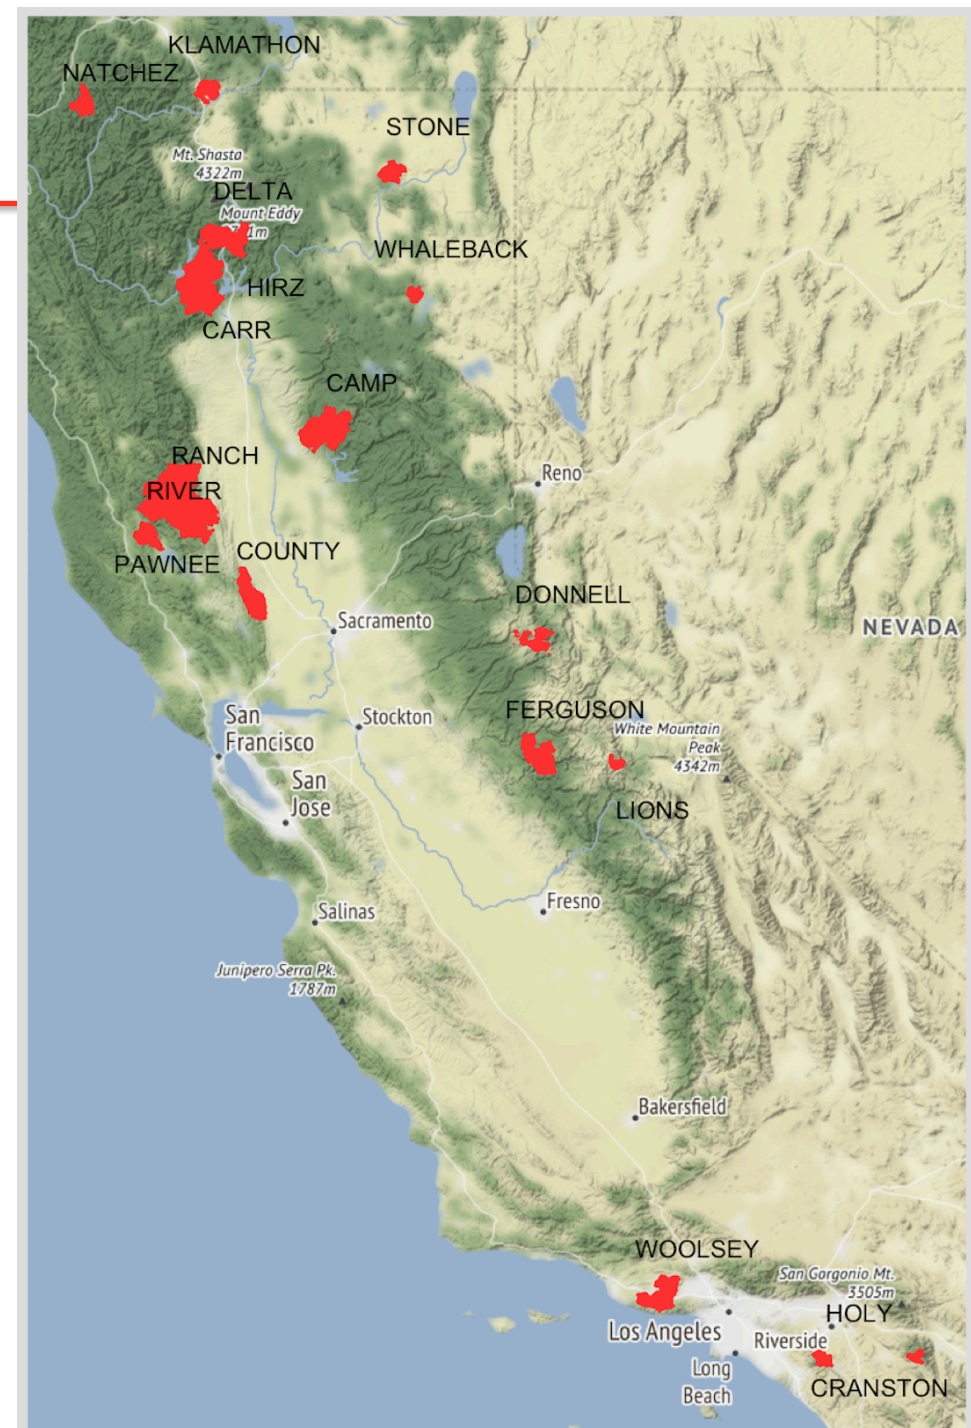 KLAMATHON
NATCHEZ
STONE
Mt. Shasta
4322m
DELTA
Mount Eddy
WHALEBACK
HIRZ
CARR
CAMP
RANCH
Reno
RIVER
COUNTY
PAWNEE
DONNELL
Sacramento
NEVADA
FERGUSON
San
Francisco
Stockton
White Mountain
Peak
4342m
San
Jose
LIONS
Fresno
Salinas
Junipero Serra Pk.
1787m
Bakersfield
WOOLSEY
San Gorgonio Mt.
3505m
HOLY
Los Angeles
Riverside
Long
Beach
CRANSTON